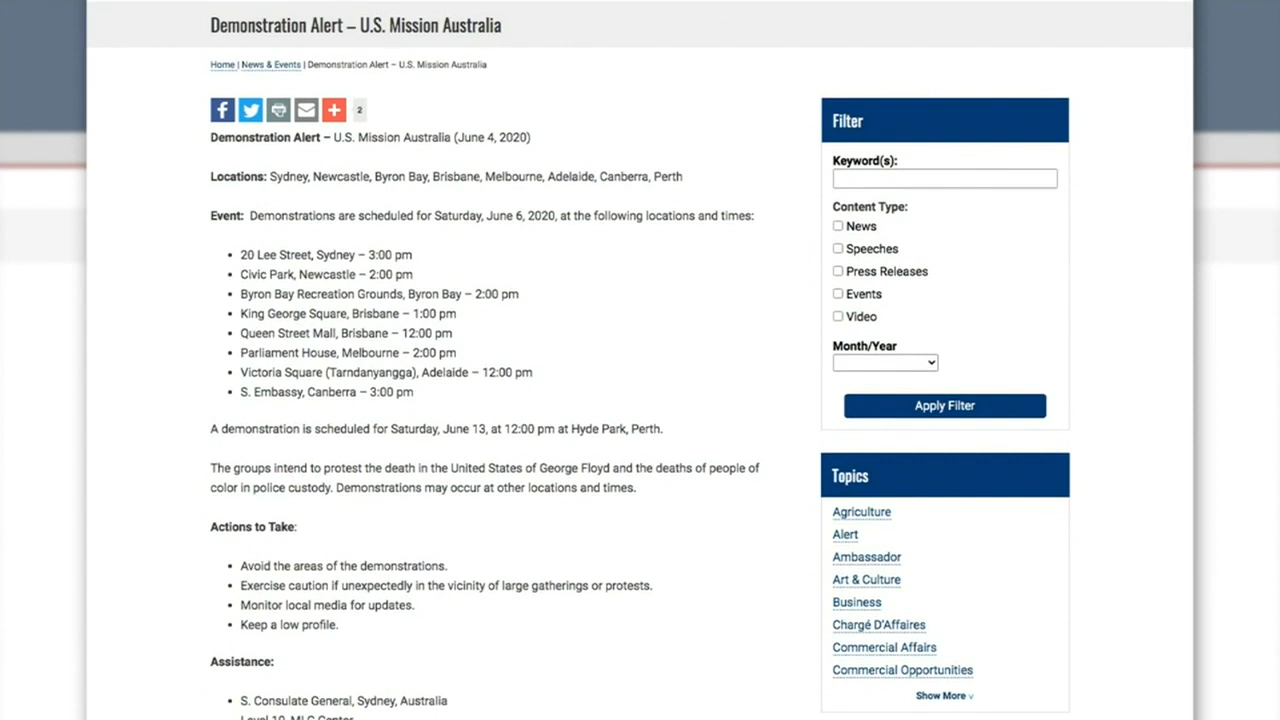 Demonstration Alert – U.S. Mission Australia
Home | News & Events | Demonstration Alert – U.S. Mission Australia
2
Demonstration Alert – U.S. Mission Australia (June 4, 2020)
Locations: Sydney, Newcastle, Byron Bay, Brisbane, Melbourne, Adelaide, Canberra, Perth
Event: Demonstrations are scheduled for Saturday, June 6, 2020, at the following locations and times:
• 20 Lee Street, Sydney – 3:00 pm
• Civic Park, Newcastle – 2:00 pm
• Byron Bay Recreation Grounds, Byron Bay – 2:00 pm
• King George Square, Brisbane – 1:00 pm
• Queen Street Mall, Brisbane – 12:00 pm
• Parliament House, Melbourne – 2:00 pm
• Victoria Square (Tarndanyangga), Adelaide – 12:00 pm
• S. Embassy, Canberra – 3:00 pm
A demonstration is scheduled for Saturday, June 13, at 12:00 pm at Hyde Park, Perth.
The groups intend to protest the death in the United States of George Floyd and the deaths of people of
color in police custody. Demonstrations may occur at other locations and times.
Actions to Take:
• Avoid the areas of the demonstrations.
• Exercise caution if unexpectedly in the vicinity of large gatherings or protests.
• Monitor local media for updates.
• Keep a low profile.
Assistance:
• S. Consulate General, Sydney, Australia
Level 10, MLC Center
Filter
Keyword(s):
Content Type:
News
Speeches
Press Releases
Events
Video
Month/Year
Apply Filter
Topics
Agriculture
Alert
Ambassador
Art & Culture
Business
Chargé D'Affaires
Commercial Affairs
Commercial Opportunities
Show More v